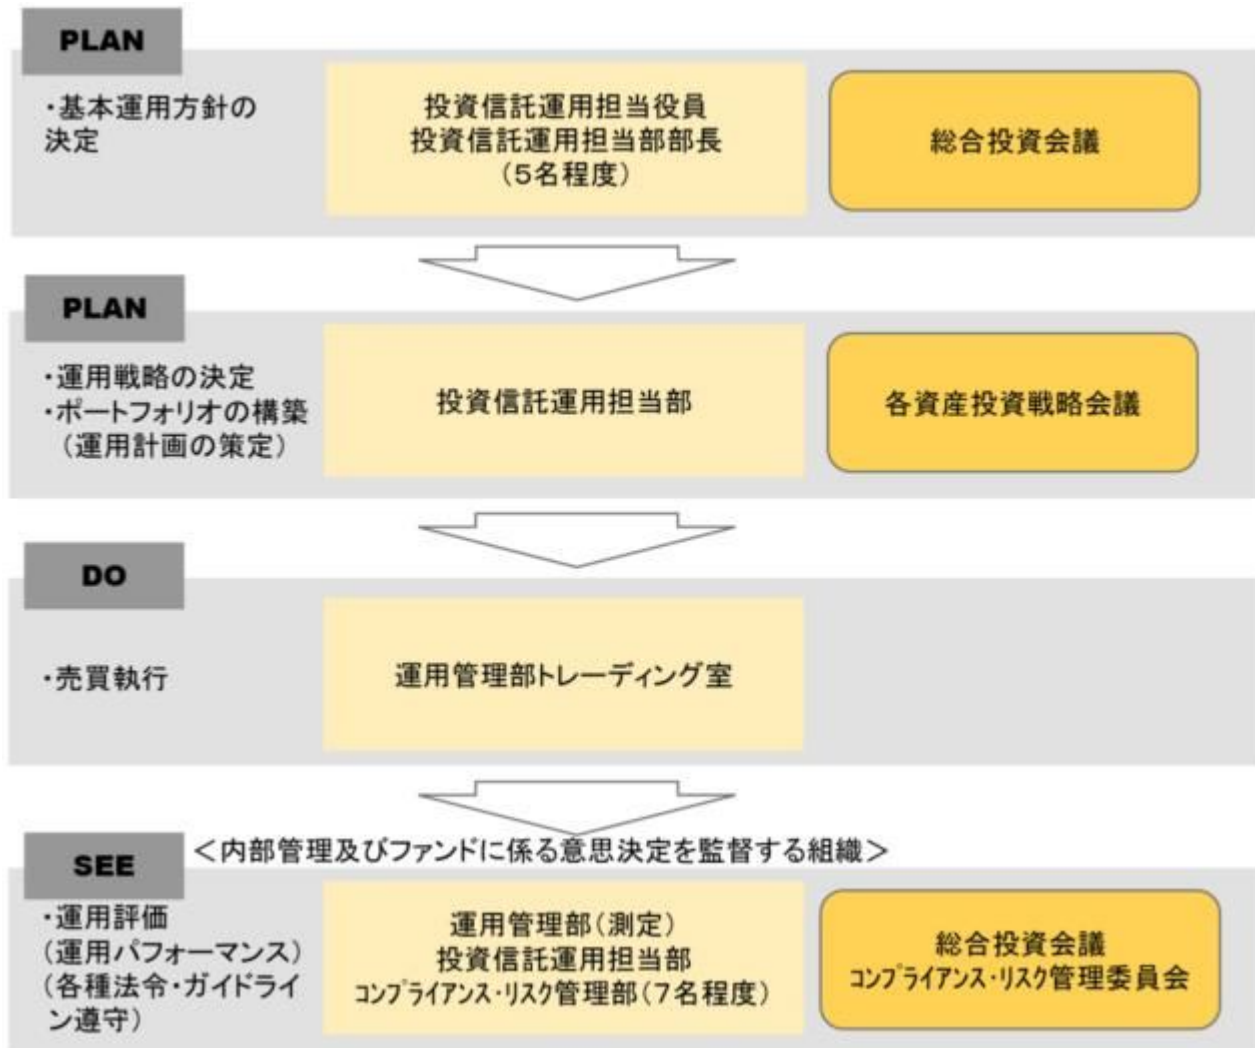 PLAN
・基本運用方針の
決定
投資信託運用担当役員
投資信託運用担当部部長
(5名程度)
総合投資会議
PLAN
・運用戦略の決定
・ポートフォリオの構築
(運用計画の策定)
投資信託運用担当部
各資産投資戦略会議
DO
・売買執行
運用管理部トレーディング室
SEE
<内部管理及びファンドに係る意思決定を監督する組織>
・運用評価
(運用パフォーマンス)
(各種法令・ガイドライ
ン遵守)
運用管理部(測定)
投資信託運用担当部
コンプライアンス・リスク管理部(7名程度)
総合投資会議
コンプライアンス・リスク管理委員会